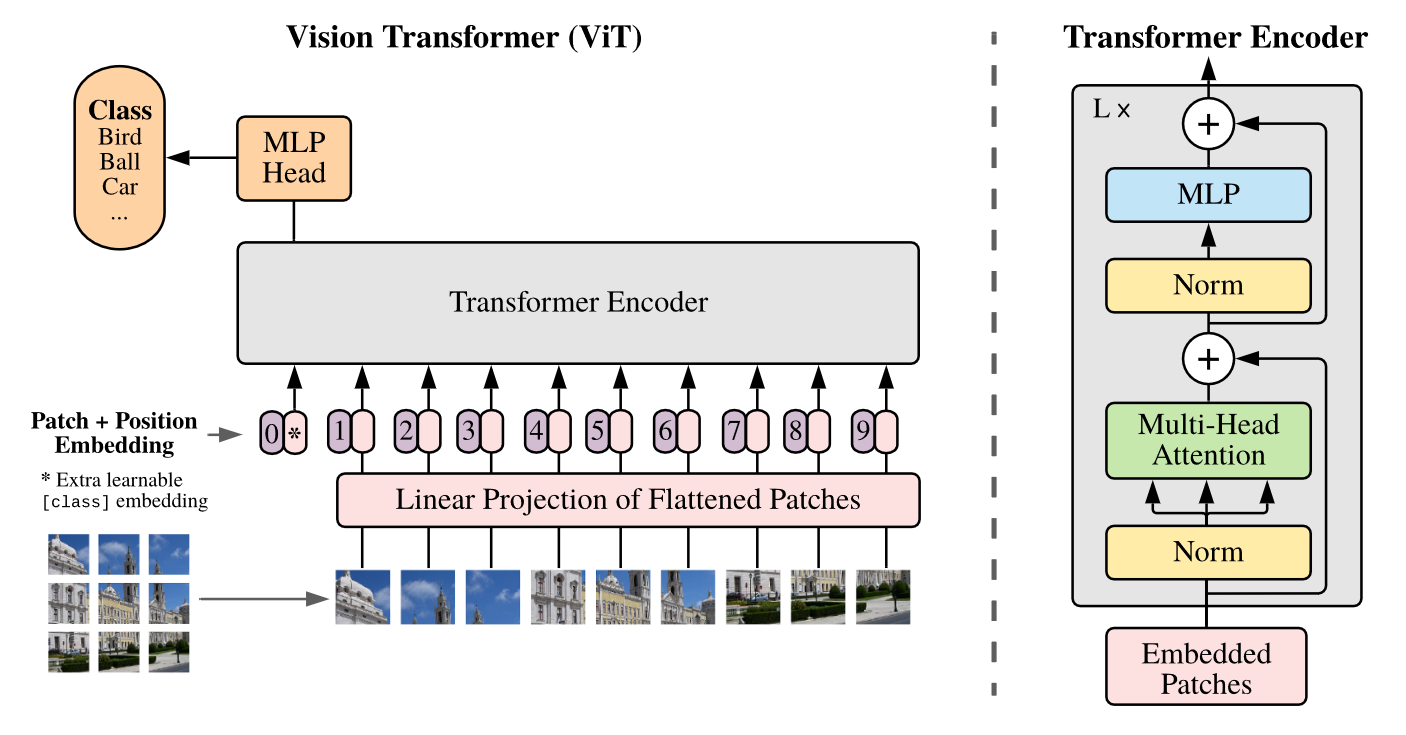 Vision Transformer (ViT)
Class
Bird
Ball
Car
...
MLP
Head
Transformer Encoder
Patch + Position
Embedding
0 * 1 2 3 4 5 6 7 8 9
* Extra learnable
[class] embedding
Linear Projection of Flattened Patches
Transformer Encoder
L ×
+
MLP
Norm
+
Multi-Head
Attention
Norm
Embedded
Patches